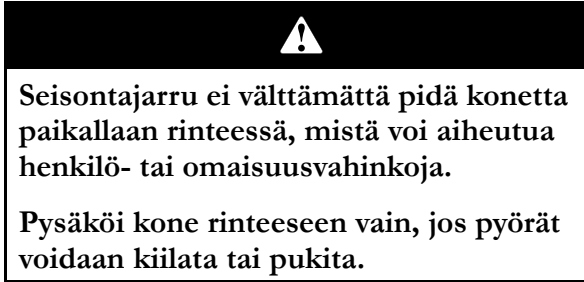 Seisontajarru ei välttämättä pidä konetta
paikallaan rinteessä, mistä voi aiheutua
henkilö- tai omaisuusvahinkoja.
Pysäköi kone rinteeseen vain, jos pyörät
voidaan kiilata tai pukita.